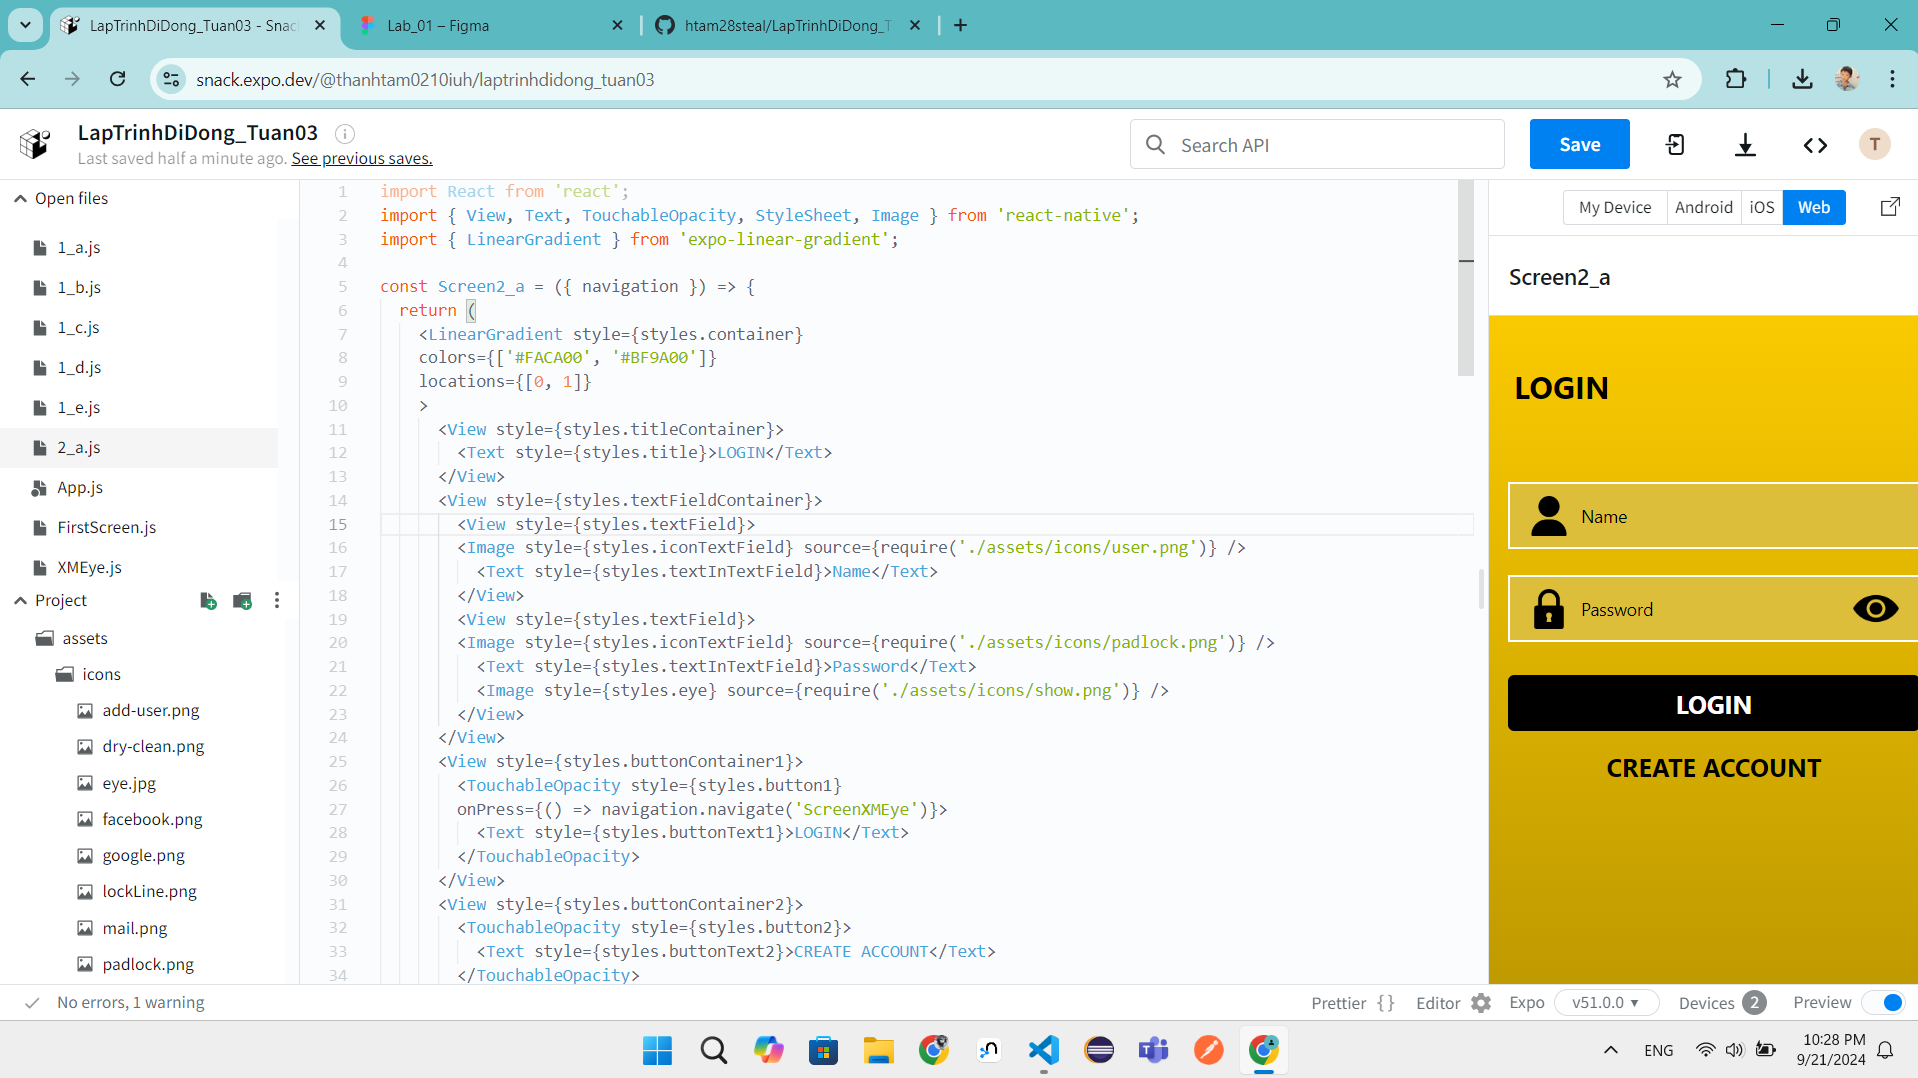 LapTrinhDiDong_Tuan03 - Snac
Lab_01 – Figma
htam28steal/LapTrinhDiDong_T
snack.expo.dev/@thanhtam0210iuh/laptrinhdidong_tuan03
LapTrinhDiDong_Tuan03
Last saved half a minute ago. See previous saves.
Search API
Save
T
Open files
1_a.js
1_b.js
1_c.js
1_d.js
1_e.js
2_a.js
App.js
FirstScreen.js
XMEye.js
Project
assets
icons
add-user.png
dry-clean.png
eye.jpg
facebook.png
google.png
lockLine.png
mail.png
padlock.png
1 import React from 'react';
2 import { View, Text, TouchableOpacity, StyleSheet, Image } from 'react-native';
3 import { LinearGradient } from 'expo-linear-gradient';
4
5 const Screen2_a = ({ navigation }) => {
6 return (
7 <LinearGradient style={styles.container}
8 colors={['#FACA00', '#BF9A00']}
9 locations={[0, 1]}
10 >
11 <View style={styles.titleContainer}>
12 <Text style={styles.title}>LOGIN</Text>
13 </View>
14 <View style={styles.textFieldContainer}>
15 <View style={styles.textField}>
16 <Image style={styles.iconTextField} source={require('./assets/icons/user.png')} />
17 <Text style={styles.textInTextField}>Name</Text>
18 </View>
19 <View style={styles.textField}>
20 <Image style={styles.iconTextField} source={require('./assets/icons/padlock.png')} />
21 <Text style={styles.textInTextField}>Password</Text>
22 <Image style={styles.eye} source={require('./assets/icons/show.png')} />
23 </View>
24 </View>
25 <View style={styles.buttonContainer1}>
26 <TouchableOpacity style={styles.button1}
27 onPress={() => navigation.navigate('ScreenXMEye')}>
28 <Text style={styles.buttonText1}>LOGIN</Text>
29 </TouchableOpacity>
30 </View>
31 <View style={styles.buttonContainer2}>
32 <TouchableOpacity style={styles.button2}>
33 <Text style={styles.buttonText2}>CREATE ACCOUNT</Text>
34 </TouchableOpacity>
My Device
Android
iOS
Web
Screen2_a
LOGIN
Name
Password
LOGIN
CREATE ACCOUNT
No errors, 1 warning
Prettier { }
Editor
Expo
v51.0.0
Devices 2
Preview
ENG
10:28 PM
9/21/2024